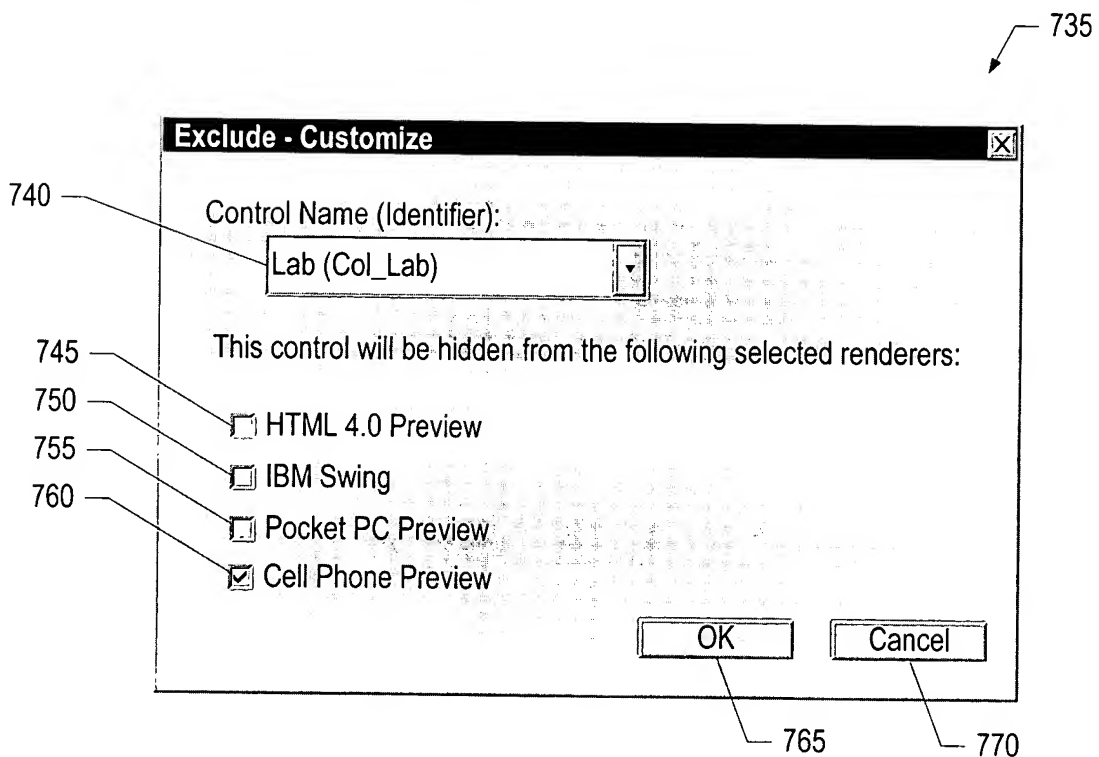 735
Exclude - Customize
740
Control Name (Identifier):
Lab (Col_Lab)
745
This control will be hidden from the following selected renderers:
750
HTML 4.0 Preview
755
IBM Swing
760
Pocket PC Preview
Cell Phone Preview
OK
Cancel
765
770